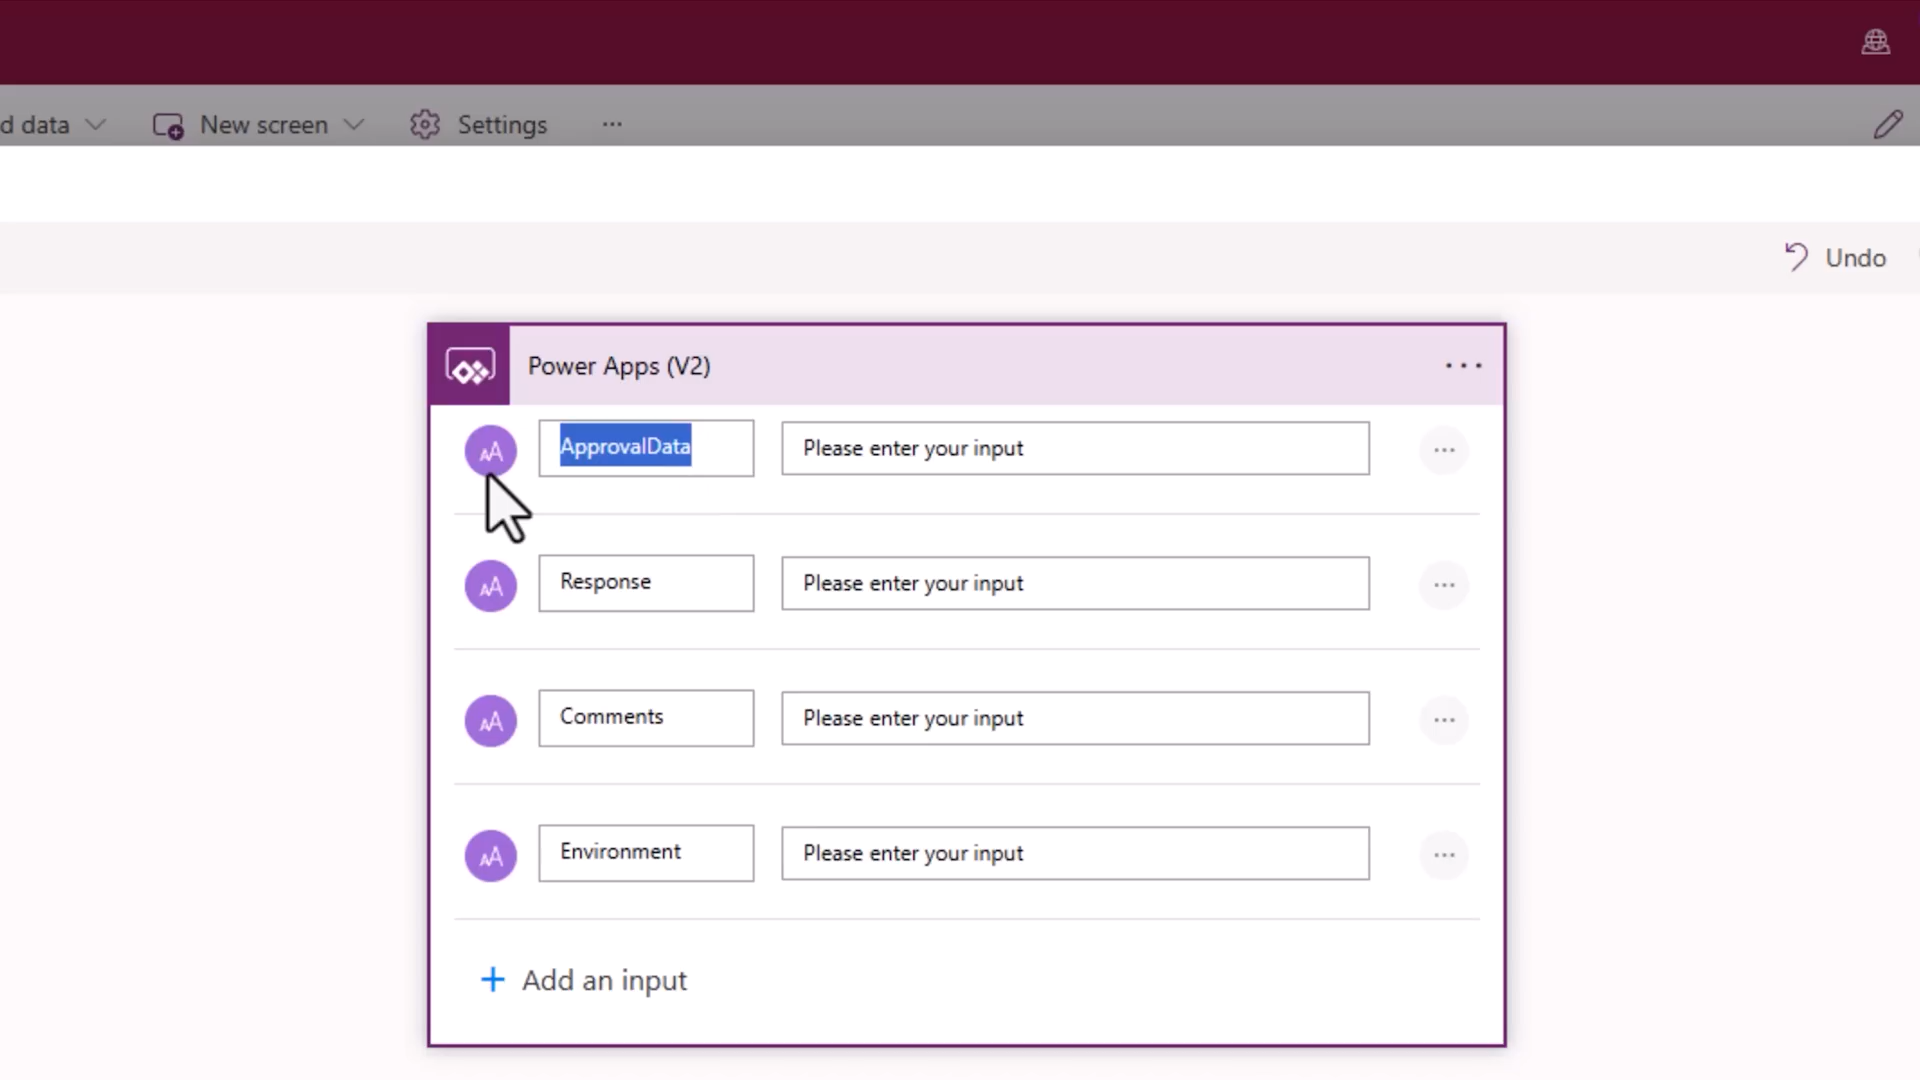 d data
New screen
Settings
Undo
Power Apps (V2)
ApprovalData
Please enter your input
Response
Please enter your input
Comments
Please enter your input
Environment
Please enter your input
Add an input